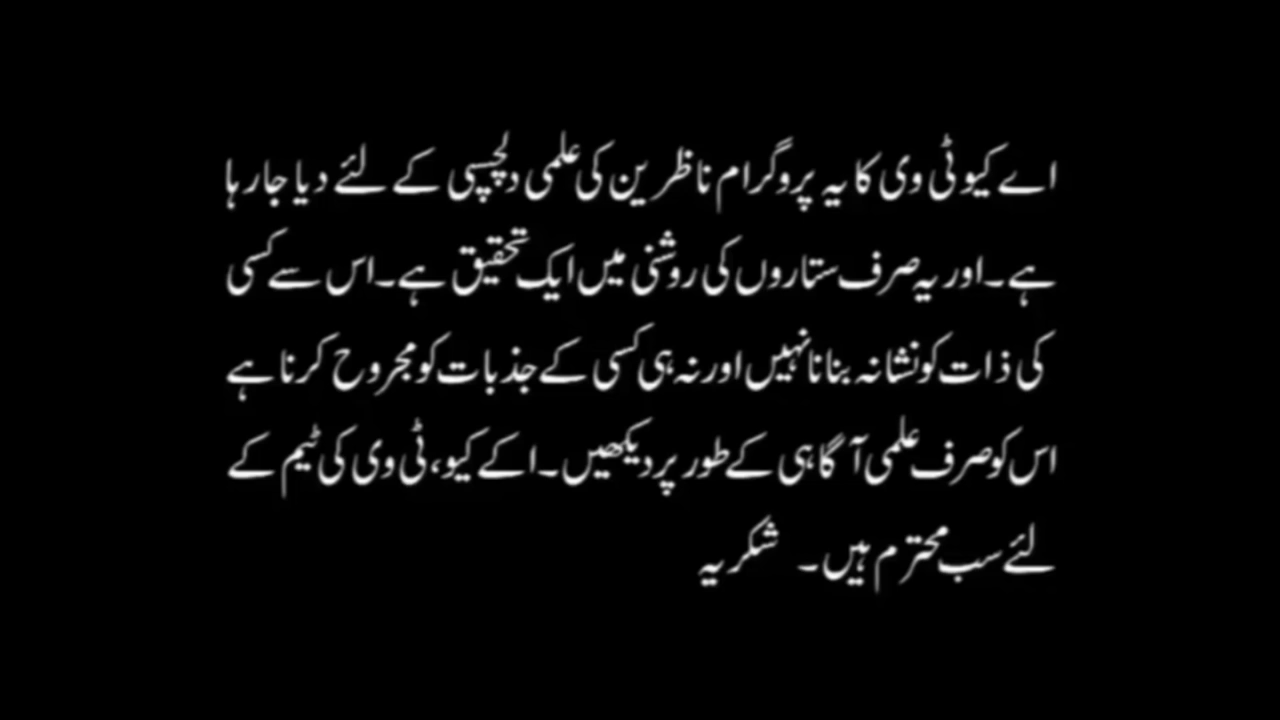 اے کیو ٹی وی کا یہ پروگرام ناظرین کی علمی دلچسپی کے لئے دیا جارہا
ہے۔ اور یہ صرف ستاروں کی روشنی میں ایک تحقیق ہے۔ اس سے کسی
کی ذات کو نشانہ بنانا نہیں اور نہ ہی کسی کے جذبات کو مجروح کرنا ہے
اس کو صرف علمی آگاہی کے طور پر دیکھیں۔ اکے کیو، ٹی وی کی ٹیم کے
لئے سب محترم ہیں۔ شکریہ